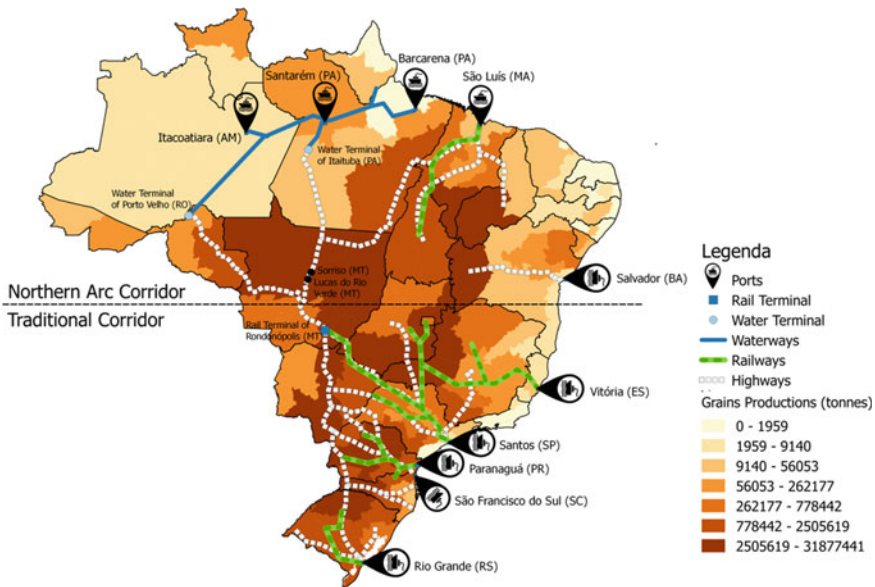 Barcarena (PA)
Santarém (PA)
São Luís (MA)
Itacoatiara (AM)
Water Terminal
of Itaituba (PA)
Water Terminal
of Porto Velho (RO)
Sorriso (MT)
Lucas do Rio
Verde (MT)
Northern Arc Corridor
Traditional Corridor
Rail Terminal of
Rondonópolis (MT)
Salvador (BA)
Vitória (ES)
Santos (SP)
Paranaguá (PR)
São Francisco do Sul (SC)
Rio Grande (RS)
Legenda
Ports
Rail Terminal
Water Terminal
Waterways
Railways
Highways
Grains Productions (tonnes)
0 - 1959
1959 - 9140
9140 - 56053
56053 - 262177
262177 - 778442
778442 - 2505619
2505619 - 31877441